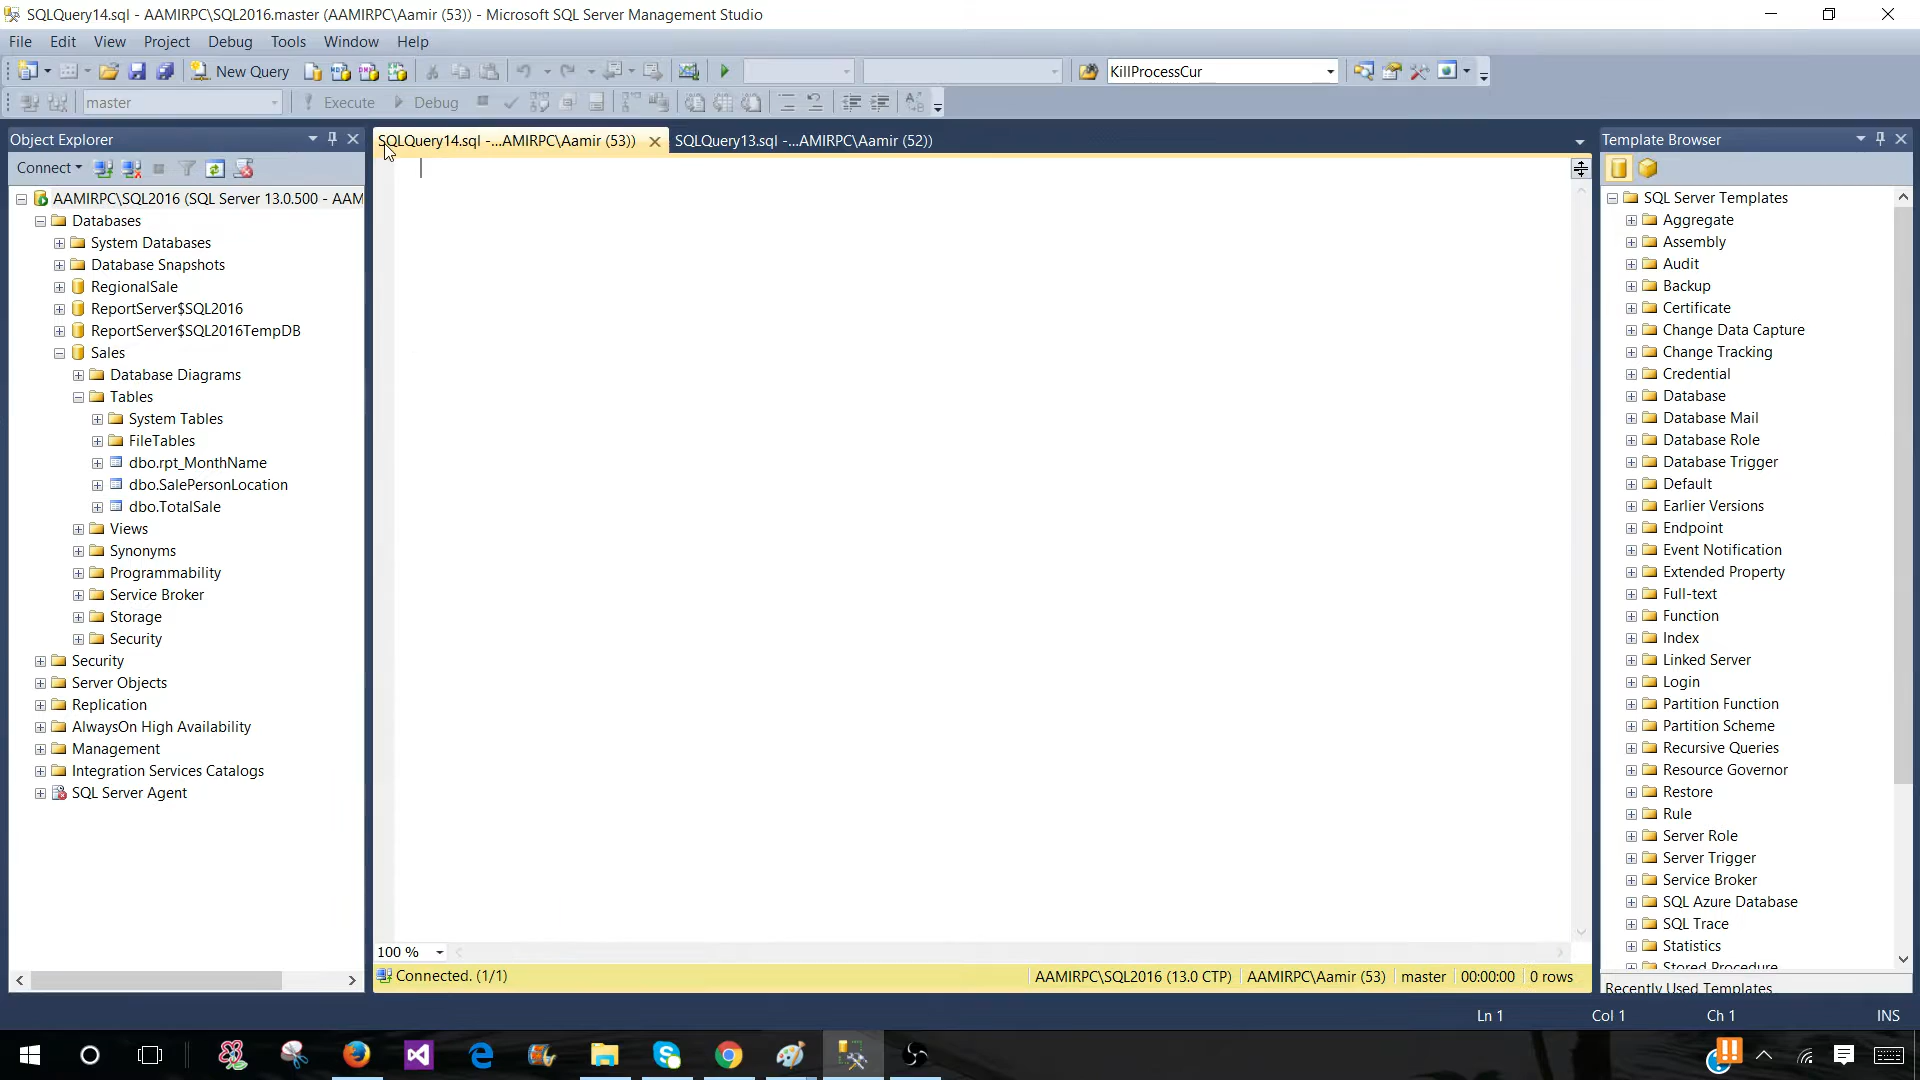 SQLQuery14.sql - AAMIRPC\SQL2016.master (AAMIRPC\Aamir (53)) - Microsoft SQL Server Management Studio
File Edit View Project Debug Tools Window Help
New Query KillProcessCur
master Execute Debug
Object Explorer
SQLQuery14.sql -...AMIRPC\Aamir (53)) SQLQuery13.sql -...AMIRPC\Aamir (52))
Template Browser
Connect
AAMIRPC\SQL2016 (SQL Server 13.0.500 - AAM
Databases
System Databases
Database Snapshots
RegionalSale
ReportServer$SQL2016
ReportServer$SQL2016TempDB
Sales
Database Diagrams
Tables
System Tables
FileTables
dbo.rpt_MonthName
dbo.SalePersonLocation
dbo.TotalSale
Views
Synonyms
Programmability
Service Broker
Storage
Security
Security
Server Objects
Replication
AlwaysOn High Availability
Management
Integration Services Catalogs
SQL Server Agent
SQL Server Templates
Aggregate
Assembly
Audit
Backup
Certificate
Change Data Capture
Change Tracking
Credential
Database
Database Mail
Database Role
Database Trigger
Default
Earlier Versions
Endpoint
Event Notification
Extended Property
Full-text
Function
Index
Linked Server
Login
Partition Function
Partition Scheme
Recursive Queries
Resource Governor
Restore
Rule
Server Role
Server Trigger
Service Broker
SQL Azure Database
SQL Trace
Statistics
Stored Procedure
Recently Used Templates
100 %
Connected. (1/1) AAMIRPC\SQL2016 (13.0 CTP) AAMIRPC\Aamir (53) master 00:00:00 0 rows
Ln 1 Col 1 Ch 1 INS